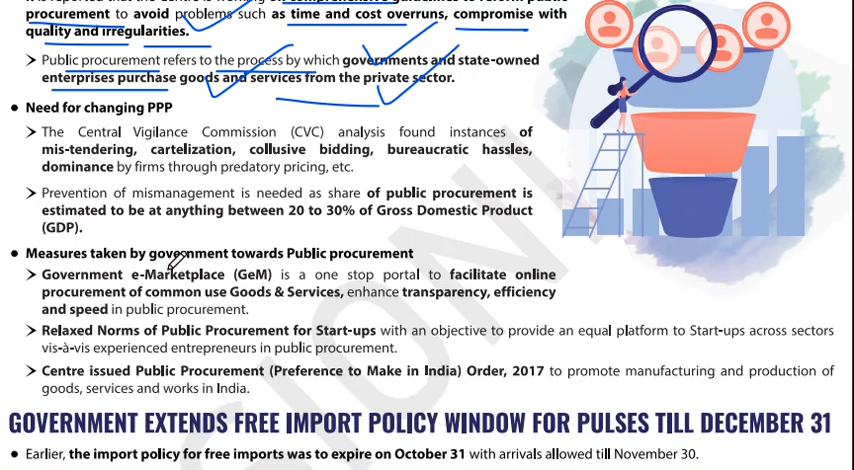 procurement to avoid problems such as time and cost overruns, compromise with
quality and irregularities.
➤ Public procurement refers to the process by which governments and state-owned
enterprises purchase goods and services from the private sector.
● Need for changing PPP
➤ The Central Vigilance Commission (CVC) analysis found instances of
mis-tendering, cartelization, collusive bidding, bureaucratic hassles,
dominance by firms through predatory pricing, etc.
➤ Prevention of mismanagement is needed as share of public procurement is
estimated to be at anything between 20 to 30% of Gross Domestic Product
(GDP).
● Measures taken by government towards Public procurement
➤ Government e-Marketplace (GeM) is a one stop portal to facilitate online
procurement of common use Goods & Services, enhance transparency, efficiency
and speed in public procurement.
➤ Relaxed Norms of Public Procurement for Start-ups with an objective to provide an equal platform to Start-ups across sectors
vis-à-vis experienced entrepreneurs in public procurement.
➤ Centre issued Public Procurement (Preference to Make in India) Order, 2017 to promote manufacturing and production of
goods, services and works in India.
GOVERNMENT EXTENDS FREE IMPORT POLICY WINDOW FOR PULSES TILL DECEMBER 31
● Earlier, the import policy for free imports was to expire on October 31 with arrivals allowed till November 30.